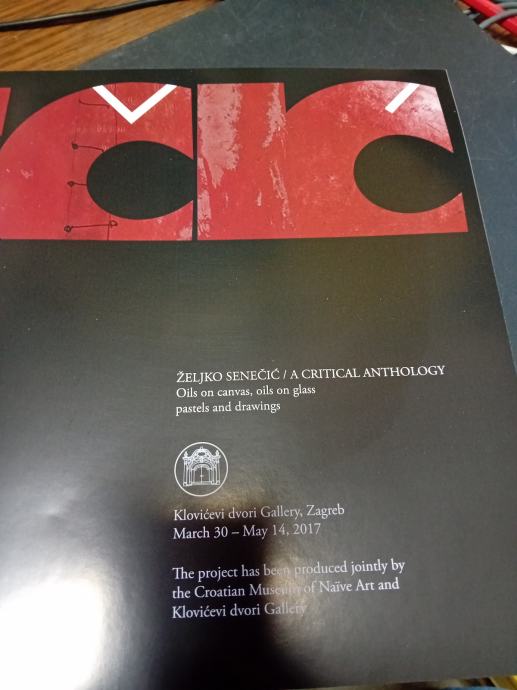 ČIĆ
ŽELJKO SENEČIĆ / A CRITICAL ANTHOLOGY
Oils on canvas, oils on glass
pastels and drawings
Klovićevi dvori Gallery, Zagreb
March 30 – May 14, 2017
The project has been produced jointly by
the Croatian Museum of Naïve Art and
Klovićevi dvori Gallery